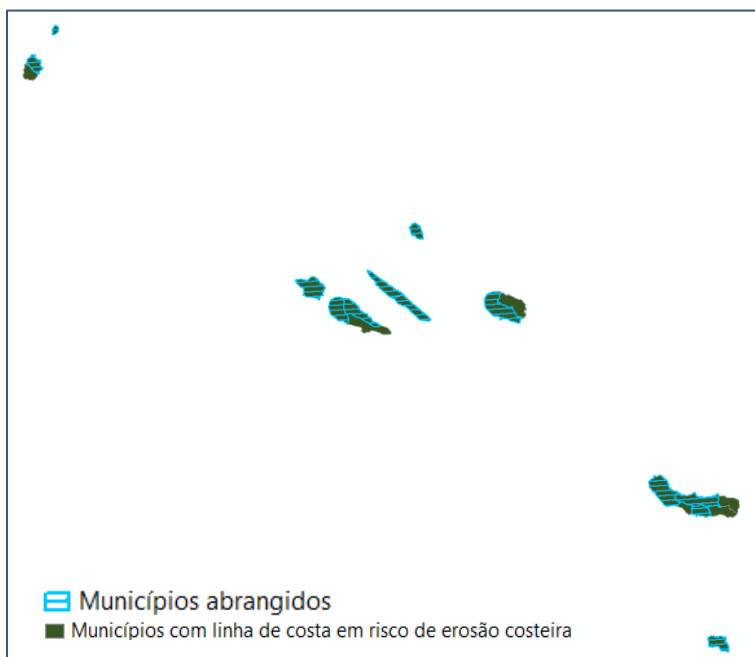 Municípios abrangidos
Municípios com linha de costa em risco de erosão costeira